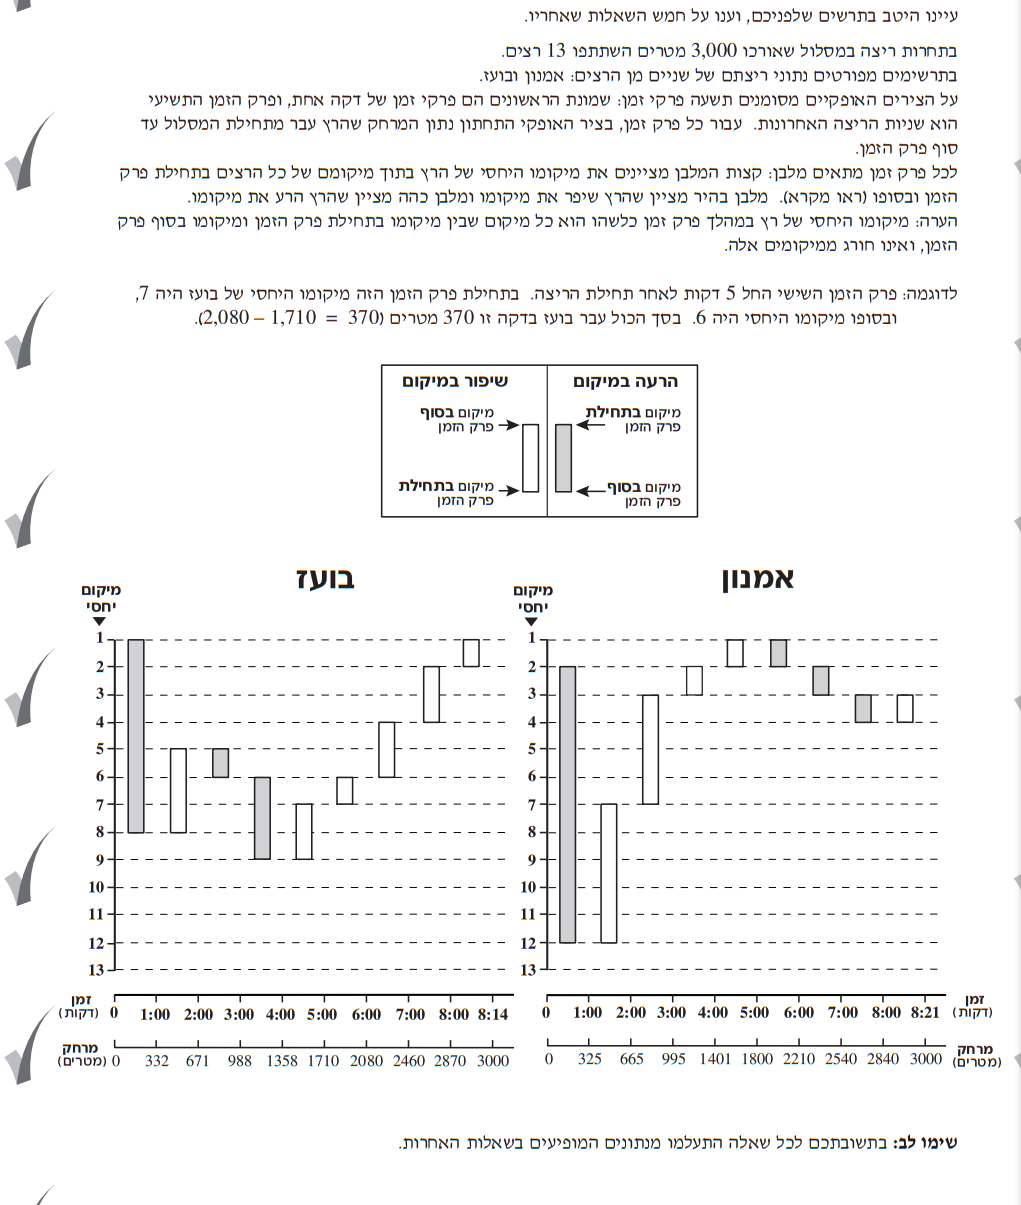 עיינו היטב בתרשים שלפניכם, וענו על חמש השאלות שאחריו.
בתחרות ריצה במסלול שאורכו 3,000 מטרים השתתפו 13 רצים.
בתרשימים מפורטים נתוני ריצתם של שניים מן הרצים: אמנון ובועז.
על הצירים האופקיים מסומנים תשעה פרקי זמן: שמונת הראשונים הם פרקי זמן של דקה אחת, ופרק הזמן התשיעי
הוא שניות הריצה האחרונות. עבור כל פרק זמן, בציר האופקי התחתון נתון המרחק שהרץ עבר מתחילת המסלול עד
סוף פרק הזמן.
לכל פרק זמן מתאים מלבן: קצות המלבן מציינים את מיקומו היחסי של הרץ בתוך מיקומם של כל הרצים בתחילת פרק
הזמן ובסופו (ראו מקרא). מלבן בהיר מציין שהרץ שיפר את מיקומו ומלבן כהה מציין שהרץ הרע את מיקומו.
הערה: מיקומו היחסי של רץ במהלך פרק זמן כלשהו הוא כל מיקום שבין מיקומו בתחילת פרק הזמן ומיקומו בסוף פרק
הזמן, ואינו חורג ממיקומים אלה.
לדוגמה: פרק הזמן השישי החל 5 דקות לאחר תחילת הריצה. בתחילת פרק הזמן הזה מיקומו היחסי של בועז היה 7,
ובסופו מיקומו היחסי היה 6. בסך הכול עבר בועז בדקה זו 370 מטרים (370 = 1,710 – 2,080).
הרעה במיקום
מיקום בתחילת
פרק הזמן
מיקום בסוף
פרק הזמן
שיפור במיקום
מיקום בסוף
פרק הזמן
מיקום בתחילת
פרק הזמן
אמנון
מיקום
יחסי
1
2
3
4
5
6
7
8
9
10
11
12
13
0 1:00 2:00 3:00 4:00 5:00 6:00 7:00 8:00 8:21
זמן
(דקות)
0 325 665 995 1401 1800 2210 2540 2840 3000
מרחק
(מטרים)
בועז
מיקום
יחסי
1
2
3
4
5
6
7
8
9
10
11
12
13
0 1:00 2:00 3:00 4:00 5:00 6:00 7:00 8:00 8:14
זמן
(דקות)
0 332 671 988 1358 1710 2080 2460 2870 3000
מרחק
(מטרים)
שימו לב: בתשובתכם לכל שאלה התעלמו מנתונים המופיעים בשאלות האחרות.